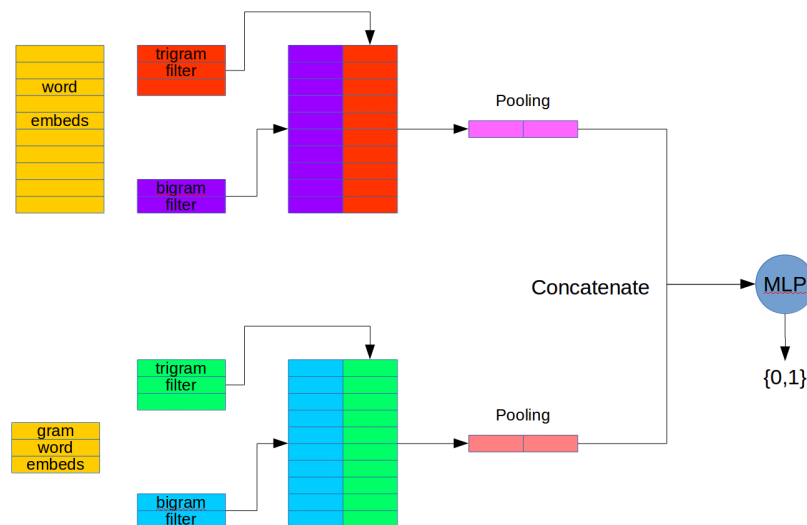 word
embeds
trigram
filter
bigram
filter
Pooling
Concatenate
MLP
{0,1}
trigram
filter
gram
word
embeds
bigram
filter
Pooling